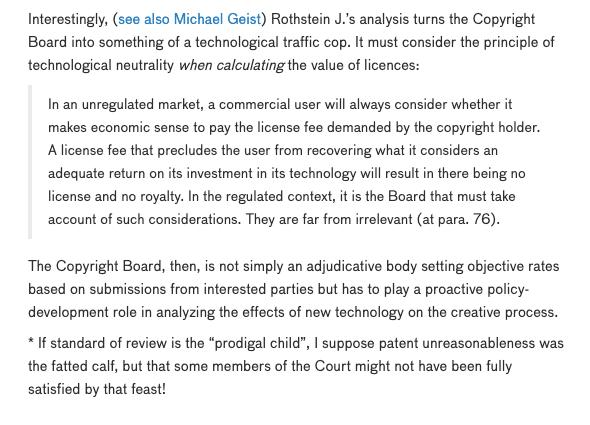 Interestingly, (see also Michael Geist) Rothstein J.’s analysis turns the Copyright
Board into something of a technological traffic cop. It must consider the principle of
technological neutrality when calculating the value of licences:
In an unregulated market, a commercial user will always consider whether it
makes economic sense to pay the license fee demanded by the copyright holder.
A license fee that precludes the user from recovering what it considers an
adequate return on its investment in its technology will result in there being no
license and no royalty. In the regulated context, it is the Board that must take
account of such considerations. They are far from irrelevant (at para. 76).
The Copyright Board, then, is not simply an adjudicative body setting objective rates
based on submissions from interested parties but has to play a proactive policy-
development role in analyzing the effects of new technology on the creative process.
* If standard of review is the “prodigal child”, I suppose patent unreasonableness was
the fatted calf, but that some members of the Court might not have been fully
satisfied by that feast!